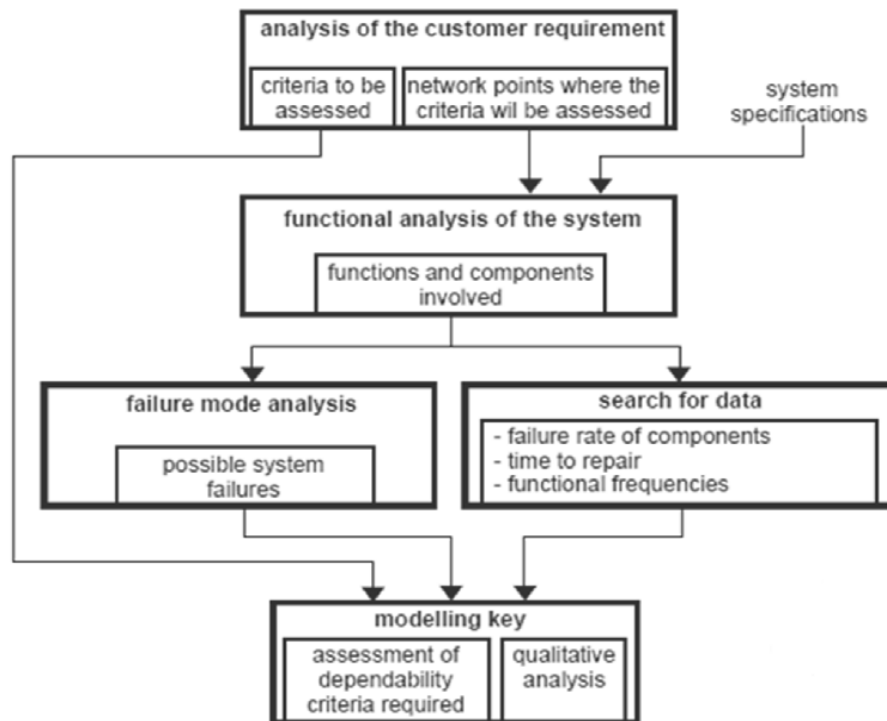 analysis of the customer requirement
criteria to be
assessed
network points where the
criteria wil be assessed
system
specifications
functional analysis of the system
functions and components
involved
failure mode analysis
possible system
failures
search for data
- failure rate of components
- time to repair
- functional frequencies
modelling key
assessment of
dependability
criteria required
qualitative
analysis